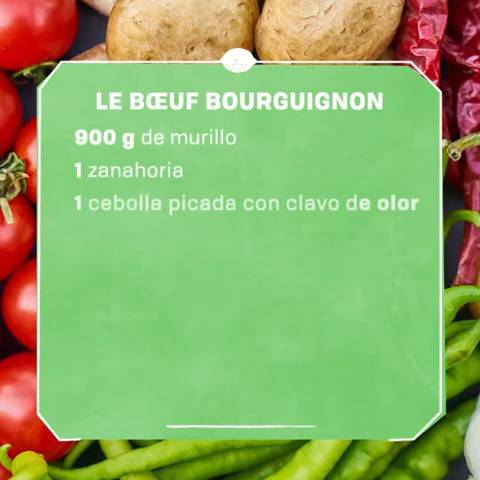 LE BŒUF BOURGUIGNON
900 g de murillo
1 zanahoria
1 cebolla picada con clavo de olor